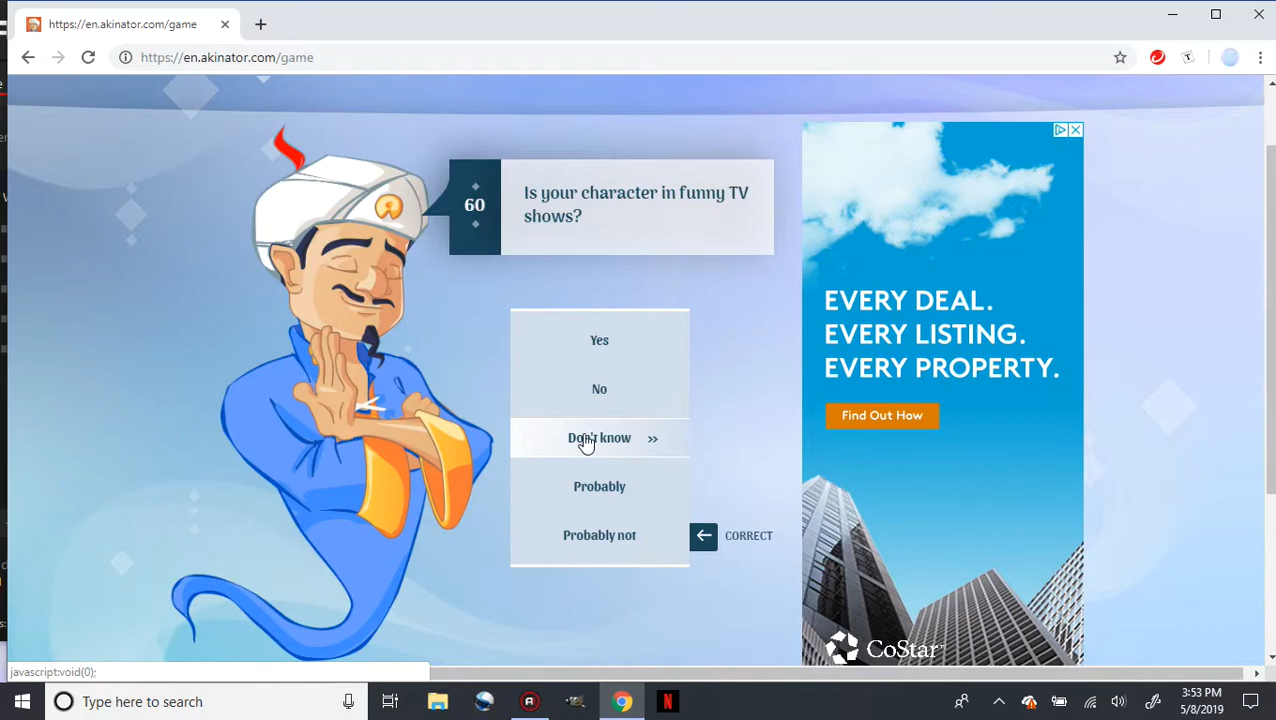 https://en.akinator.com/game
https://en.akinator.com/game
60
Is your character in funny TV
shows?
Yes
No
Don't know
Probably
Probably not
CORRECT
EVERY DEAL.
EVERY LISTING.
EVERY PROPERTY.
Find Out How
CoStar™
javascript:void(0);
Type here to search
3:53 PM
5/8/2019